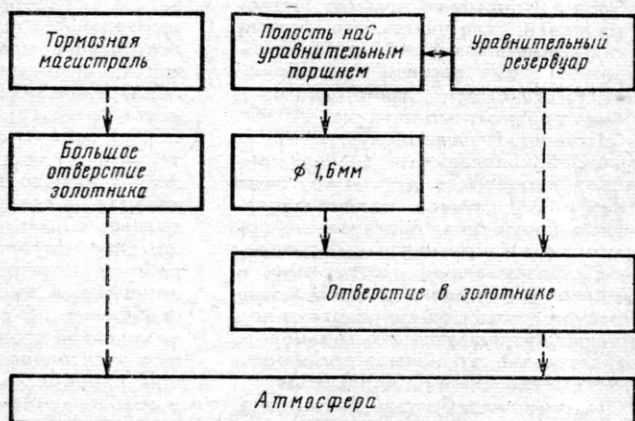 Тормозная
магистраль
Полость над
уравнительным
поршнем
Уравнительный
резервуар
Большое
отверстие
золотника
ϕ 1,6мм
Отверстие в золотнике
Атмосфера